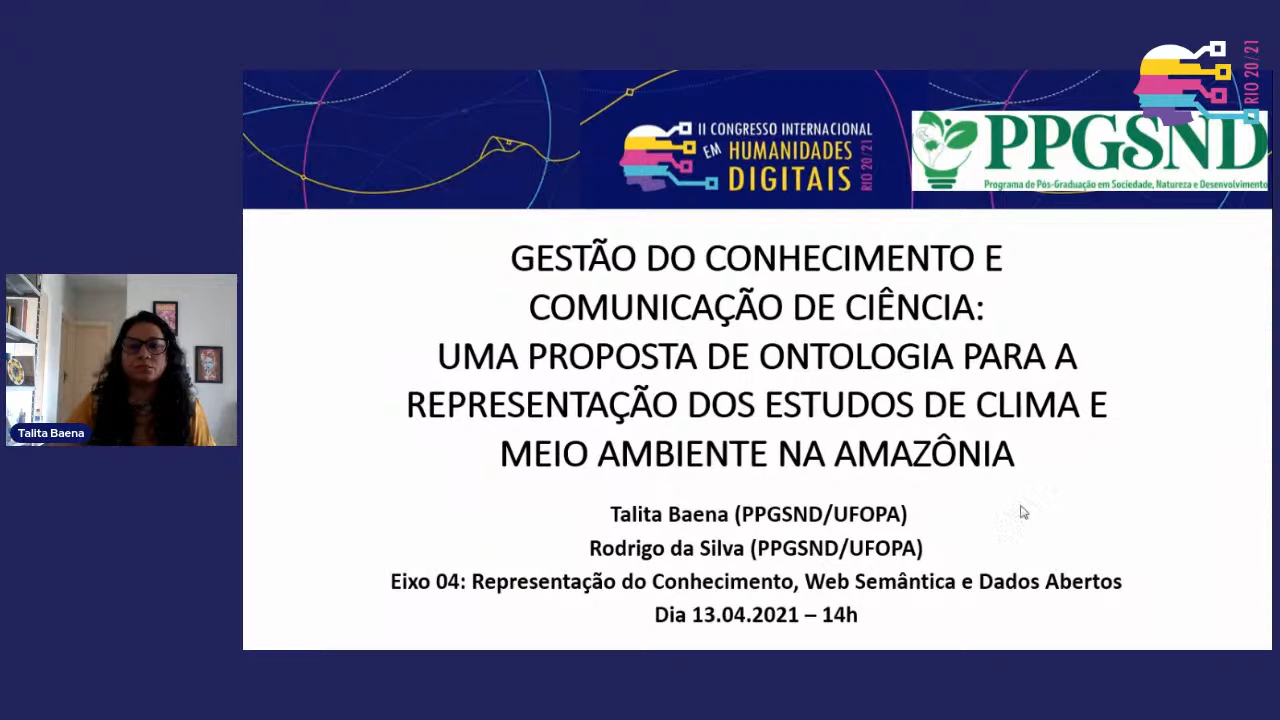 RIO 20/21
II CONGRESSO INTERNACIONAL
EM HUMANIDADES
DIGITAIS
RIO 20/21
PPGSND
Programa de Pós-Graduação em Sociedade, Natureza e Desenvolvimento
GESTÃO DO CONHECIMENTO E
COMUNICAÇÃO DE CIÊNCIA:
UMA PROPOSTA DE ONTOLOGIA PARA A
REPRESENTAÇÃO DOS ESTUDOS DE CLIMA E
MEIO AMBIENTE NA AMAZÔNIA
Talita Baena
Talita Baena (PPGSND/UFOPA)
Rodrigo da Silva (PPGSND/UFOPA)
Eixo 04: Representação do Conhecimento, Web Semântica e Dados Abertos
Dia 13.04.2021 – 14h